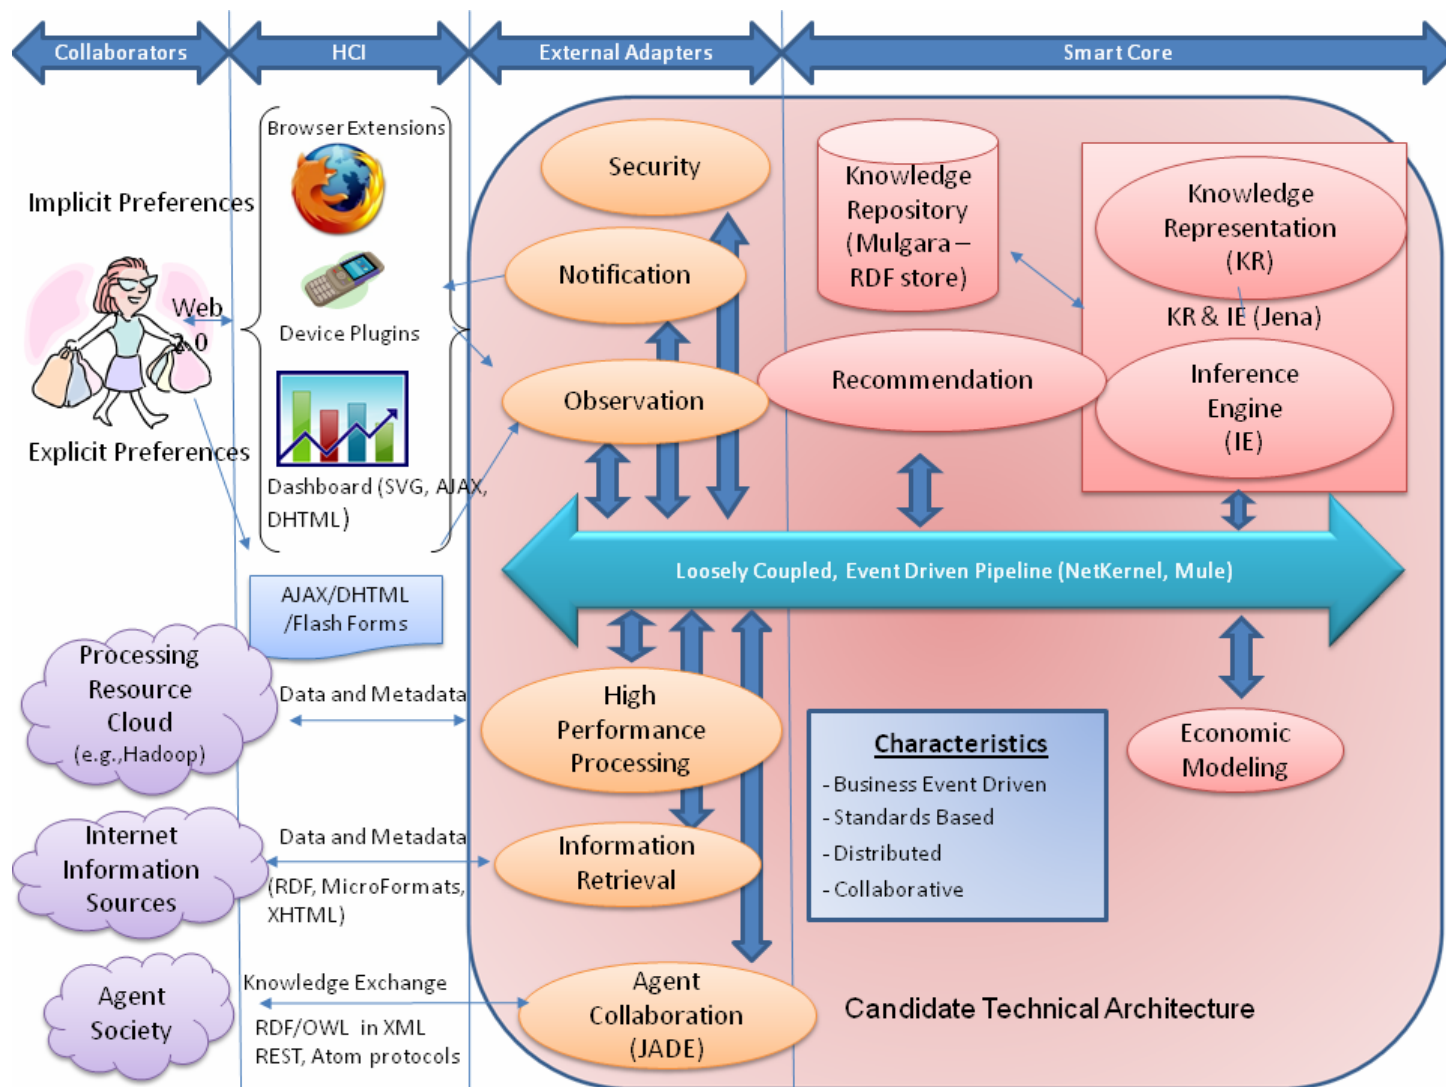 Collaborators
HCI
External Adapters
Smart Core
Implicit Preferences
Web
2.0
Explicit Preferences
Browser Extensions
Device Plugins
Dashboard (SVG, AJAX,
DHTML)
AJAX/DHTML
/Flash Forms
Security
Notification
Observation
Knowledge
Repository
(Mulgara –
RDF store)
Recommendation
Knowledge
Representation
(KR)
KR & IE (Jena)
Inference
Engine
(IE)
Loosely Coupled, Event Driven Pipeline (NetKernel, Mule)
Processing
Resource
Cloud
(e.g.,Hadoop)
Data and Metadata
High
Performance
Processing
Internet
Information
Sources
Data and Metadata
(RDF, MicroFormats,
XHTML)
Information
Retrieval
Agent
Society
Knowledge Exchange
RDF/OWL in XML
REST, Atom protocols
Agent
Collaboration
(JADE)
Characteristics
- Business Event Driven
- Standards Based
- Distributed
- Collaborative
Economic
Modeling
Candidate Technical Architecture